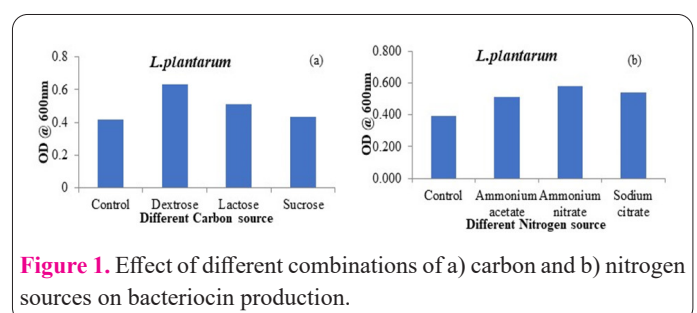 L.plantarum (a)
0.8
0.6
0.4
0.2
0
OD @ 600nm
Control Dextrose Lactose Sucrose
Different Carbon source
L.plantarum (b)
0.800
0.600
0.400
0.200
0.000
OD @ 600nm
Control Ammonium acetate Ammonium nitrate Sodium citrate
Different Nitrogen source
Figure 1. Effect of different combinations of a) carbon and b) nitrogen
sources on bacteriocin production.